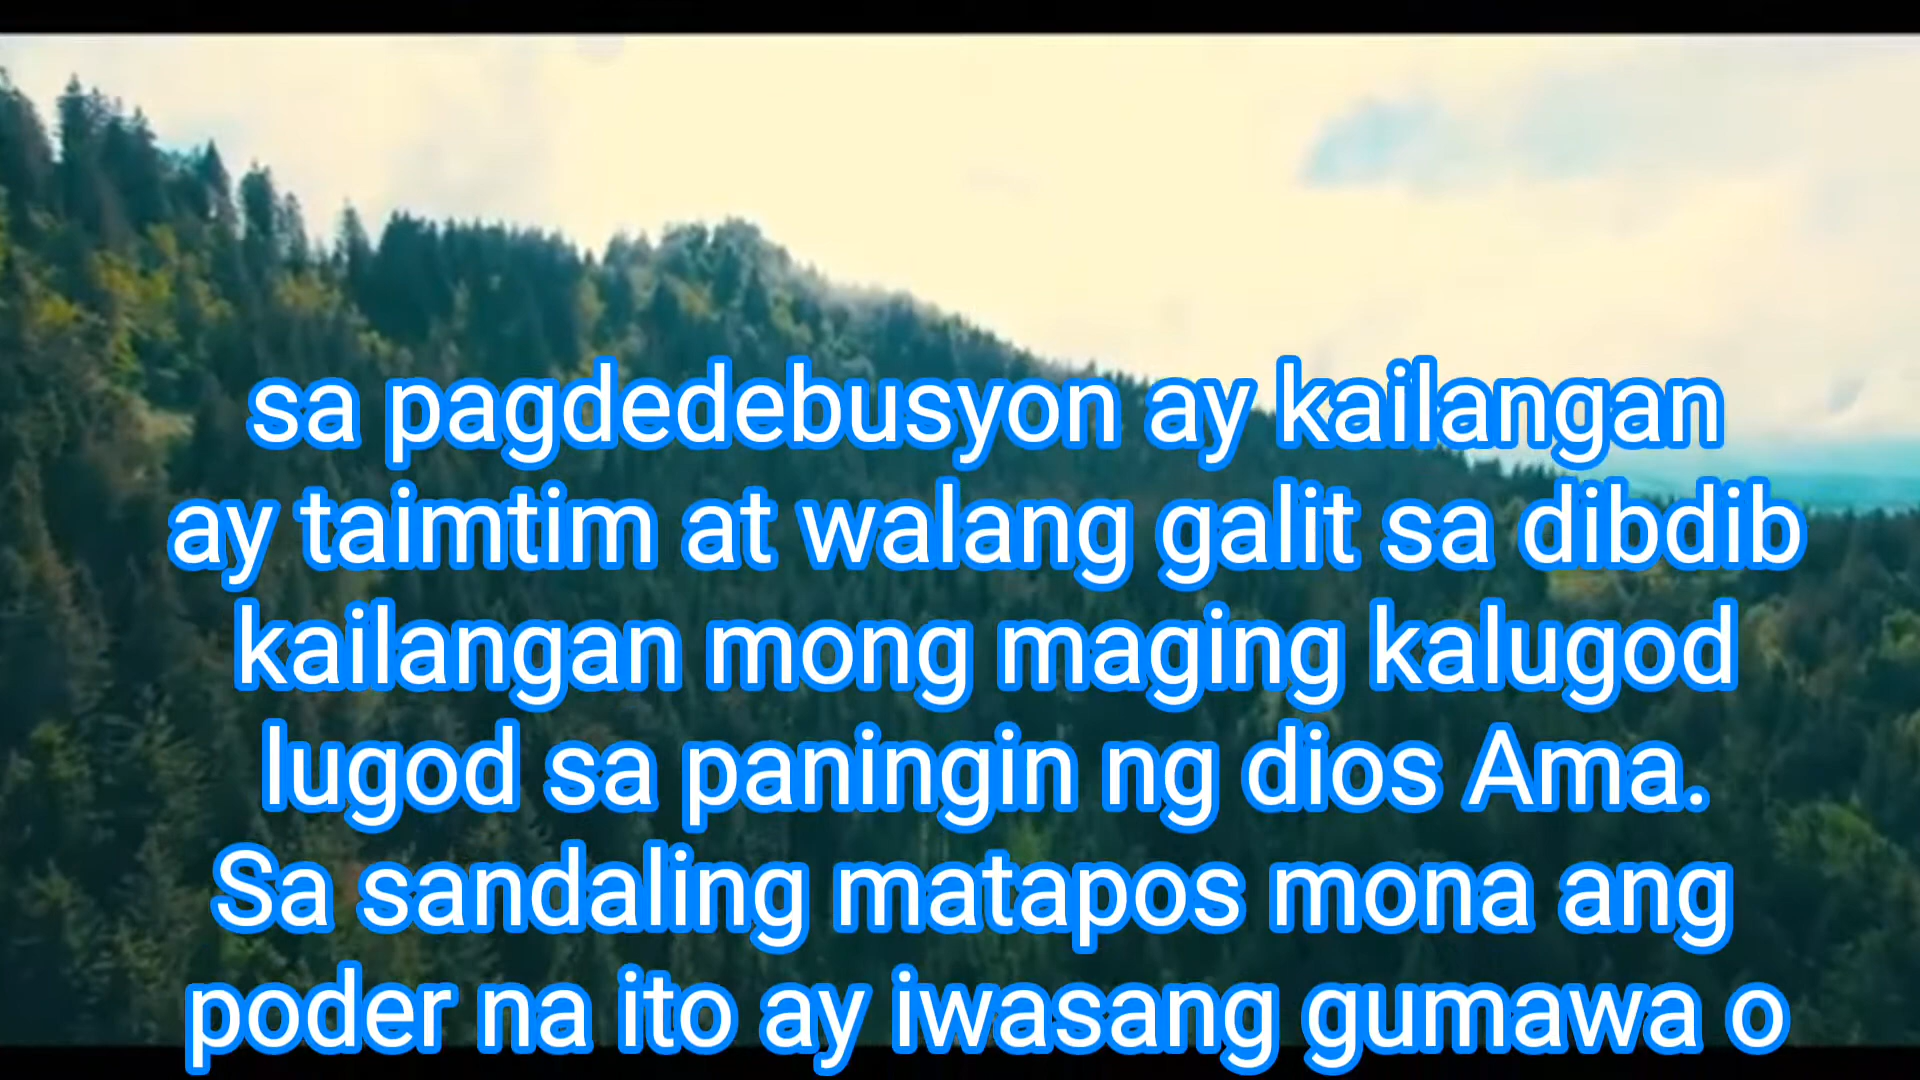 sa pagdedebusyon ay kailangan
ay taimtim at walang galit sa dibdib
kailangan mong maging kalugod
lugod sa paningin ng dios Ama.
Sa sandaling matapos mona ang
poder na ito ay iwasang gumawa o